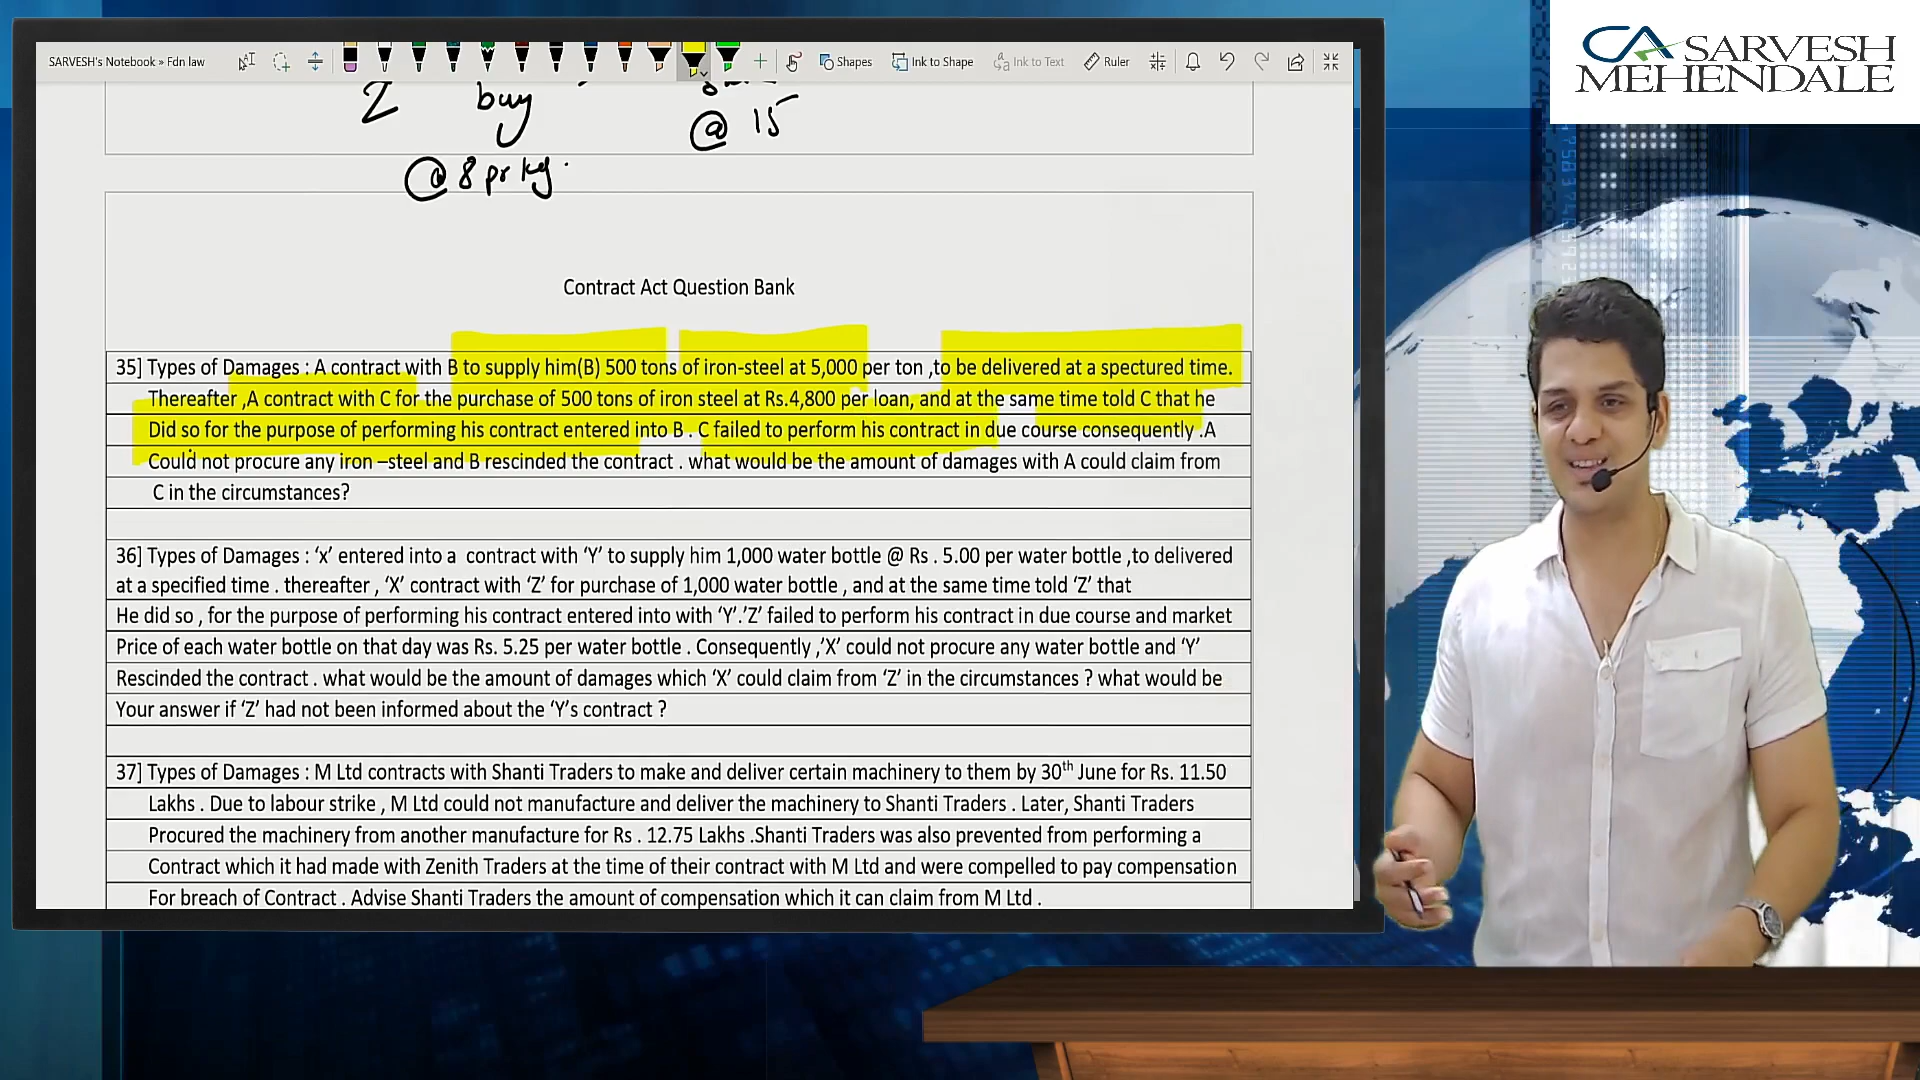 SARVESH's Notebook » Fdn law
Shapes
Ink to Shape
Ink to Text
Ruler
CA SARVESH
MEHENDALE
Z buy
@ 15
@ 8 pr kg.
Contract Act Question Bank
35] Types of Damages : A contract with B to supply him(B) 500 tons of iron-steel at 5,000 per ton ,to be delivered at a spectured time.
Thereafter ,A contract with C for the purchase of 500 tons of iron steel at Rs.4,800 per loan, and at the same time told C that he
Did so for the purpose of performing his contract entered into B . C failed to perform his contract in due course consequently .A
Could not procure any iron –steel and B rescinded the contract . what would be the amount of damages with A could claim from
C in the circumstances?
36] Types of Damages : ‘x’ entered into a contract with ‘Y’ to supply him 1,000 water bottle @ Rs . 5.00 per water bottle ,to delivered
at a specified time . thereafter , ‘X’ contract with ‘Z’ for purchase of 1,000 water bottle , and at the same time told ‘Z’ that
He did so , for the purpose of performing his contract entered into with ‘Y’.’Z’ failed to perform his contract in due course and market
Price of each water bottle on that day was Rs. 5.25 per water bottle . Consequently ,’X’ could not procure any water bottle and ‘Y’
Rescinded the contract . what would be the amount of damages which ‘X’ could claim from ‘Z’ in the circumstances ? what would be
Your answer if ‘Z’ had not been informed about the ‘Y’s contract ?
37] Types of Damages : M Ltd contracts with Shanti Traders to make and deliver certain machinery to them by 30th June for Rs. 11.50
Lakhs . Due to labour strike , M Ltd could not manufacture and deliver the machinery to Shanti Traders . Later, Shanti Traders
Procured the machinery from another manufacture for Rs . 12.75 Lakhs .Shanti Traders was also prevented from performing a
Contract which it had made with Zenith Traders at the time of their contract with M Ltd and were compelled to pay compensation
For breach of Contract . Advise Shanti Traders the amount of compensation which it can claim from M Ltd .